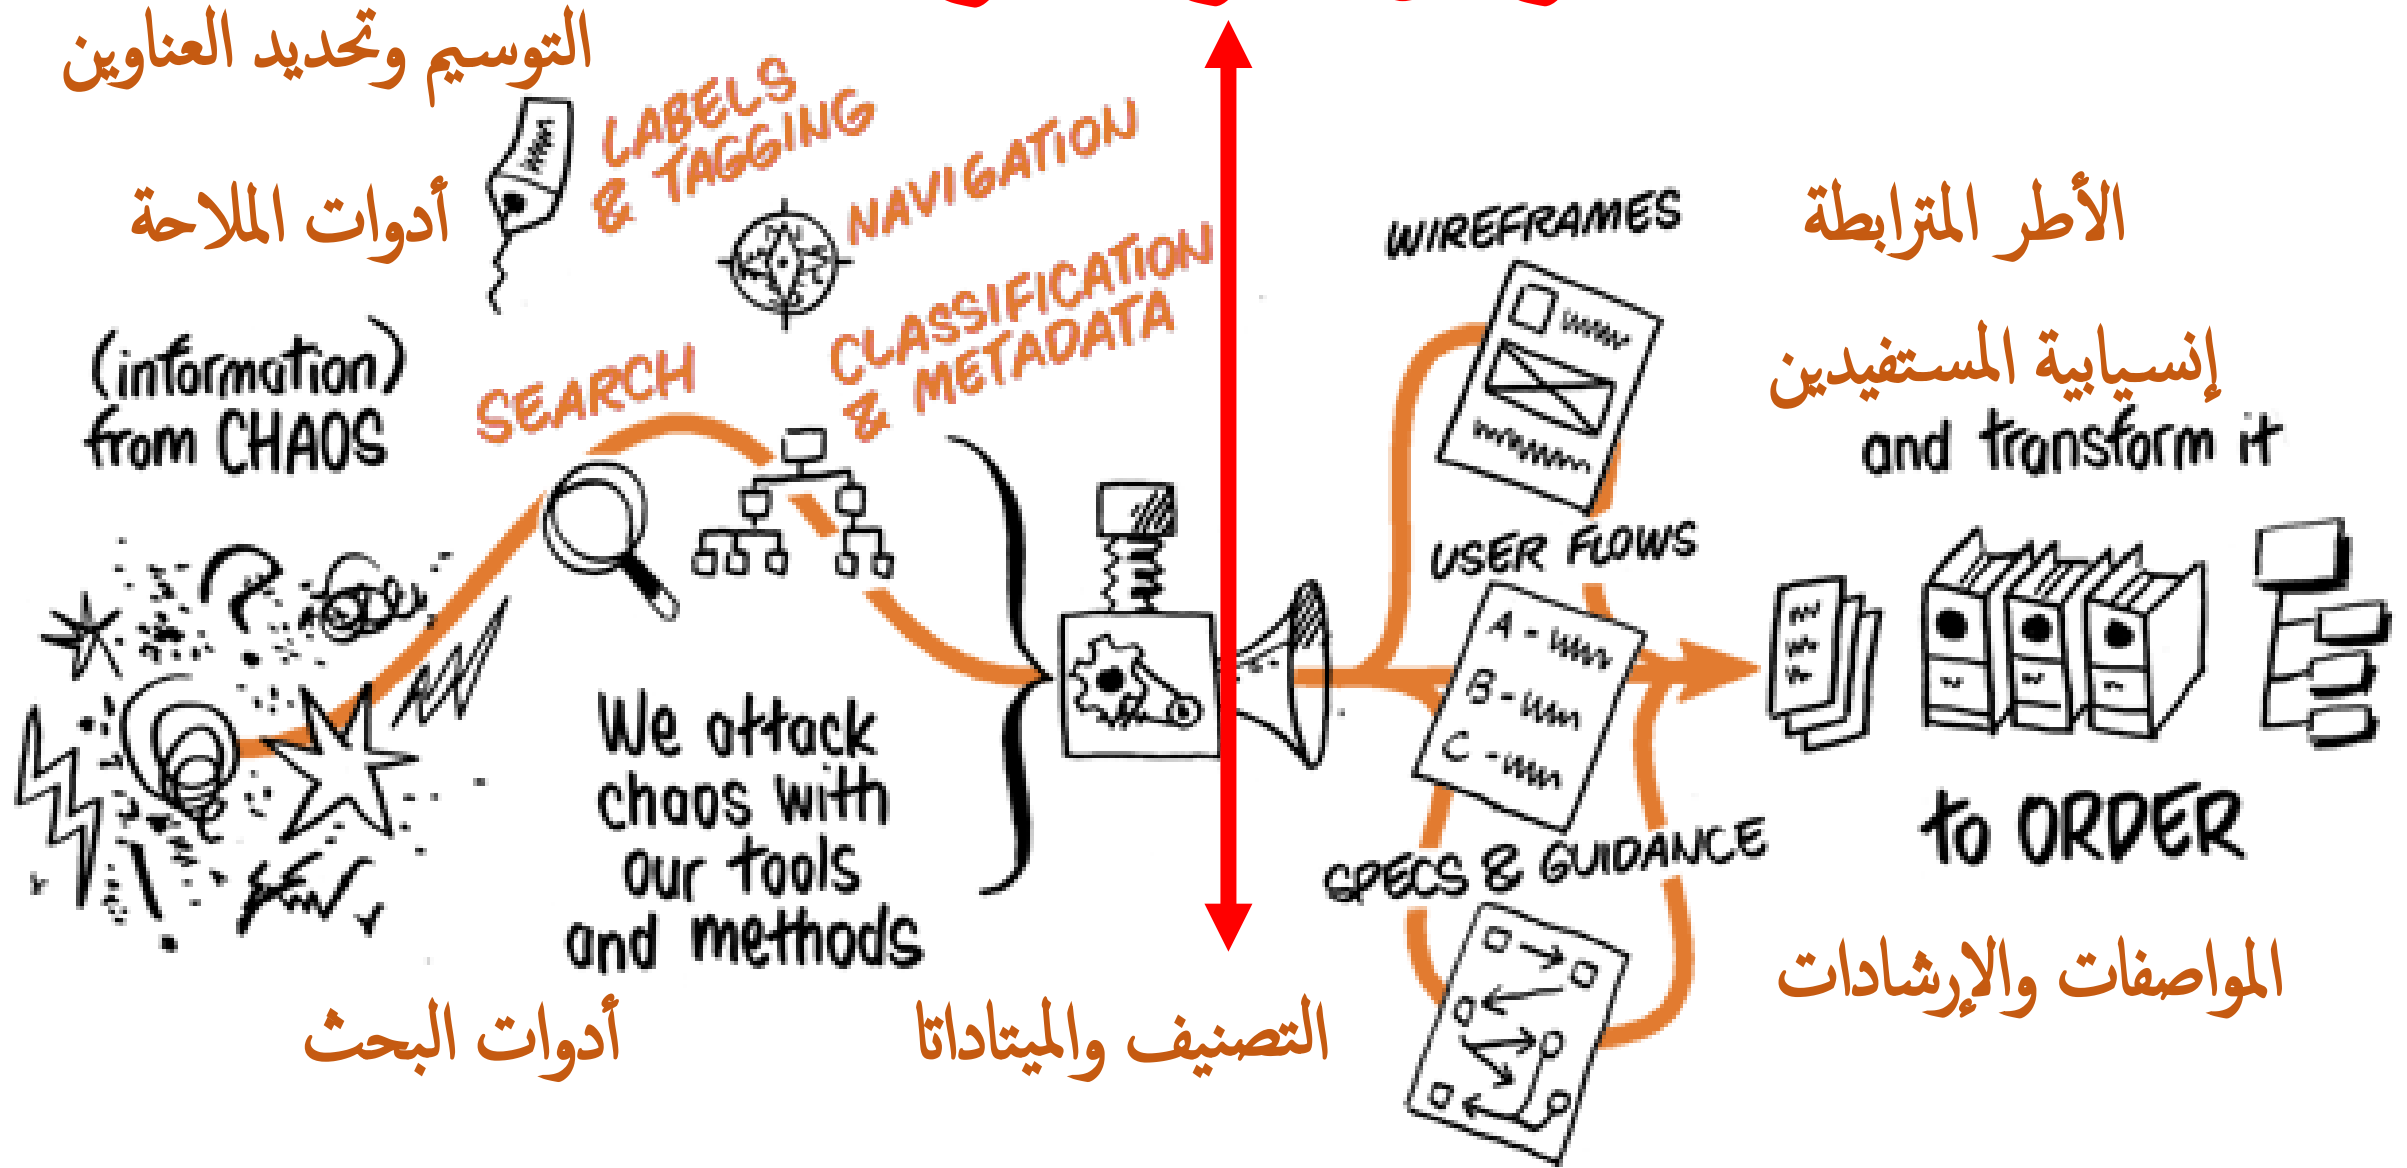 التوسيم وتحديد العناوين
LABELS
& TAGGING
أدوات الملاحة
NAVIGATION
WIREFRAMES
الأطر المترابطة
(information)
from CHAOS
SEARCH
CLASSIFICATION
& METADATA
إنسيابية المستفيدين
and transform it
USER FLOWS
A -
B -
C -
We attack
chaos with
our tools
and methods
SPECS & GUIDANCE
to ORDER
المواصفات والإرشادات
أدوات البحث
التصنيف والميتاداتا